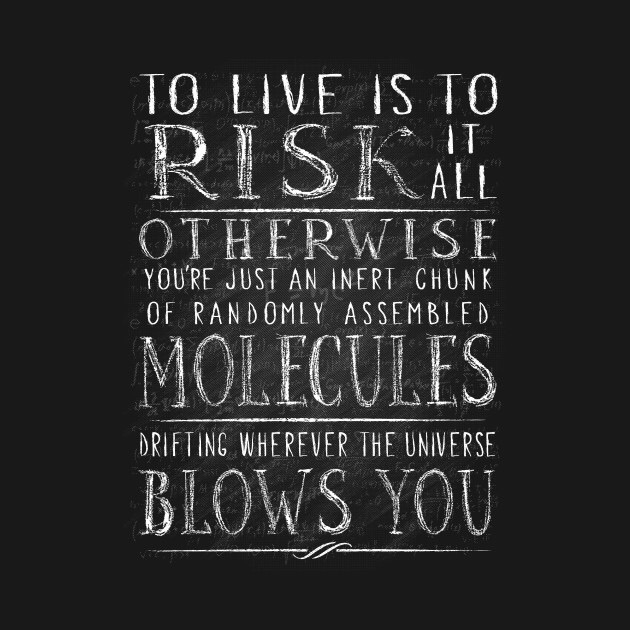 TO LIVE IS TO
RISK IT ALL
OTHERWISE
YOU'RE JUST AN INERT CHUNK
OF RANDOMLY ASSEMBLED
MOLECULES
DRIFTING WHEREVER THE UNIVERSE
BLOWS YOU